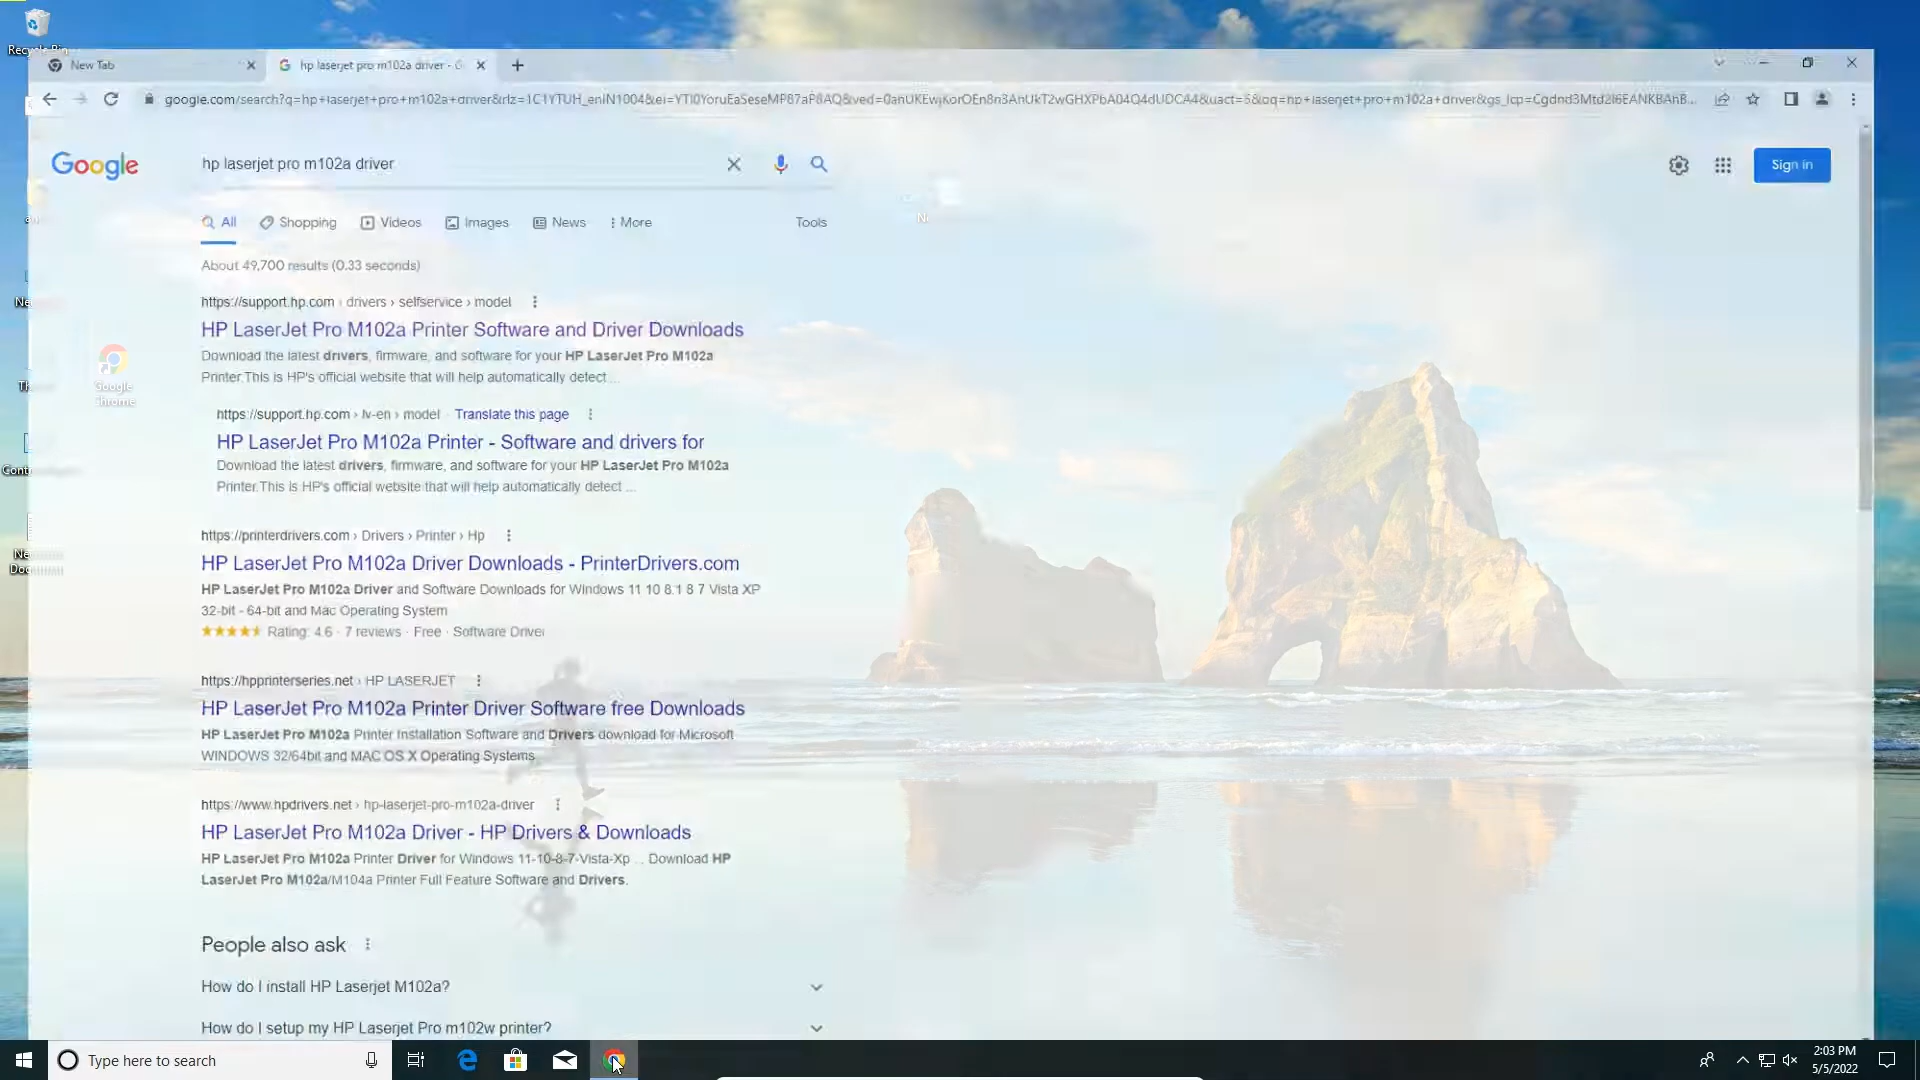 Recycle Bin
New Tab
hp laserjet pro m102a driver - G
Google
hp laserjet pro m102a driver
Sign in
All
Shopping
Videos
Images
News
More
Tools
About 49,700 results (0.33 seconds)
https://support.hp.com › drivers › selfservice › model
HP LaserJet Pro M102a Printer Software and Driver Downloads
Download the latest drivers, firmware, and software for your HP LaserJet Pro M102a
Printer.This is HP's official website that will help automatically detect ...
Google
Chrome
https://support.hp.com › lv-en › model · Translate this page
HP LaserJet Pro M102a Printer - Software and drivers for
Download the latest drivers, firmware, and software for your HP LaserJet Pro M102a
Printer.This is HP's official website that will help automatically detect ...
https://printerdrivers.com › Drivers › Printer › Hp
HP LaserJet Pro M102a Driver Downloads - PrinterDrivers.com
HP LaserJet Pro M102a Driver and Software Downloads for Windows 11 10 8.1 8 7 Vista XP
32-bit - 64-bit and Mac Operating System
Rating: 4.6 · 7 reviews · Free · Software Driver
https://hpprinterseries.net › HP LASERJET
HP LaserJet Pro M102a Printer Driver Software free Downloads
HP LaserJet Pro M102a Printer Installation Software and Drivers download for Microsoft
WINDOWS 32/64bit and MAC OS X Operating Systems
https://www.hpdrivers.net › hp-laserjet-pro-m102a-driver
HP LaserJet Pro M102a Driver - HP Drivers & Downloads
HP LaserJet Pro M102a Printer Driver for Windows 11-10-8-7-Vista-Xp ... Download HP
LaserJet Pro M102a/M104a Printer Full Feature Software and Drivers.
People also ask
How do I install HP Laserjet M102a?
How do I setup my HP Laserjet Pro m102w printer?
Type here to search
2:03 PM
5/5/2022